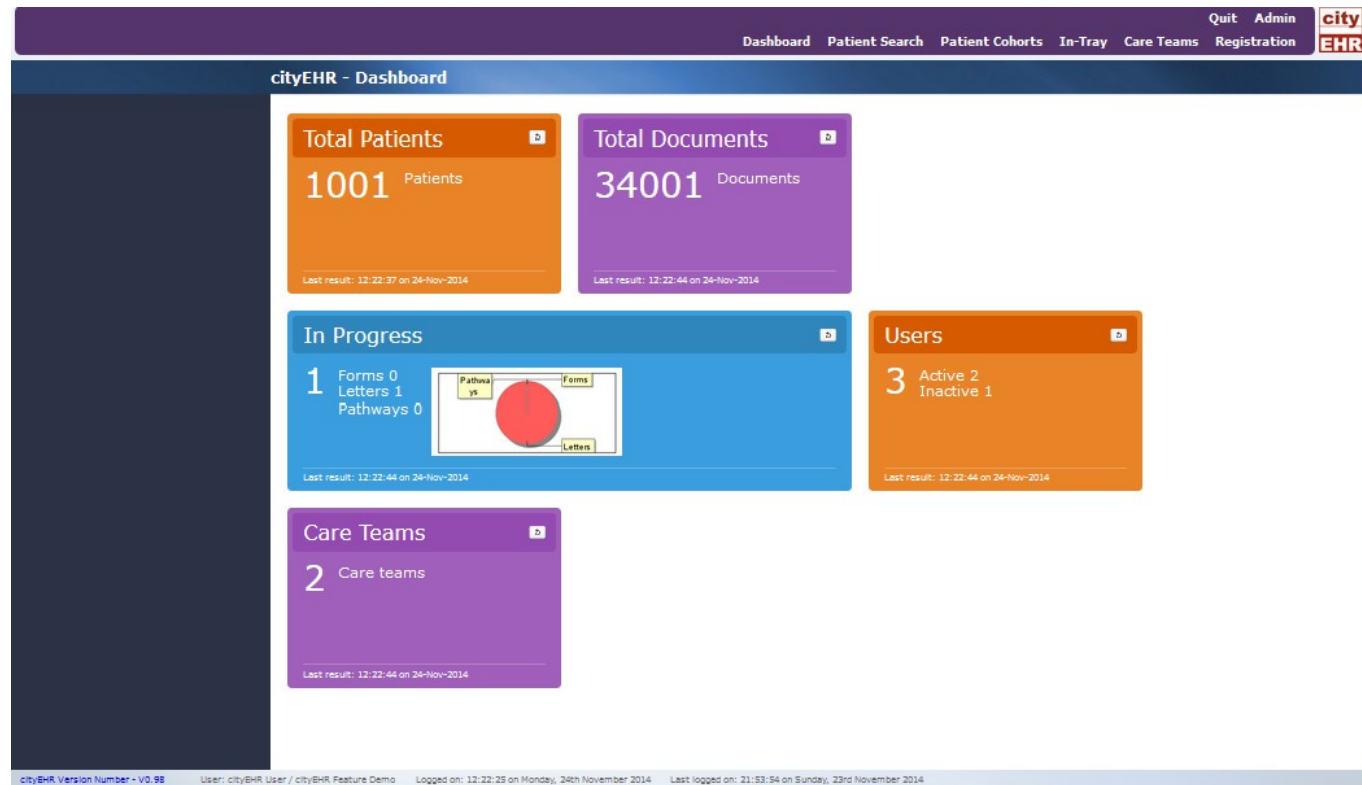 Quit Admin
Dashboard Patient Search Patient Cohorts In-Tray Care Teams Registration
city
EHR
cityEHR - Dashboard
Total Patients
1001 Patients
Last result: 12:22:37 on 24-Nov-2014
Total Documents
34001 Documents
Last result: 12:22:44 on 24-Nov-2014
In Progress
1
Forms 0
Letters 1
Pathways 0
Pathwa
ys
Forms
Letters
Last result: 12:22:44 on 24-Nov-2014
Users
3
Active 2
Inactive 1
Last result: 12:22:44 on 24-Nov-2014
Care Teams
2 Care teams
Last result: 12:22:44 on 24-Nov-2014
cityEHR Version Number - V0.98 User: cityEHR User / cityEHR Feature Demo Logged on: 12:22:25 on Monday, 24th November 2014 Last logged on: 21:53:54 on Sunday, 23rd November 2014